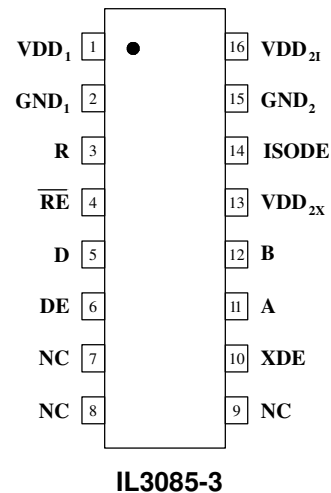 VDD₁ 1 16 VDD₂I
GND₁ 2 15 GND₂
R 3 14 ISODE
R̅E̅ 4 13 VDD₂X
D 5 12 B
DE 6 11 A
NC 7 10 XDE
NC 8 9 NC
IL3085-3